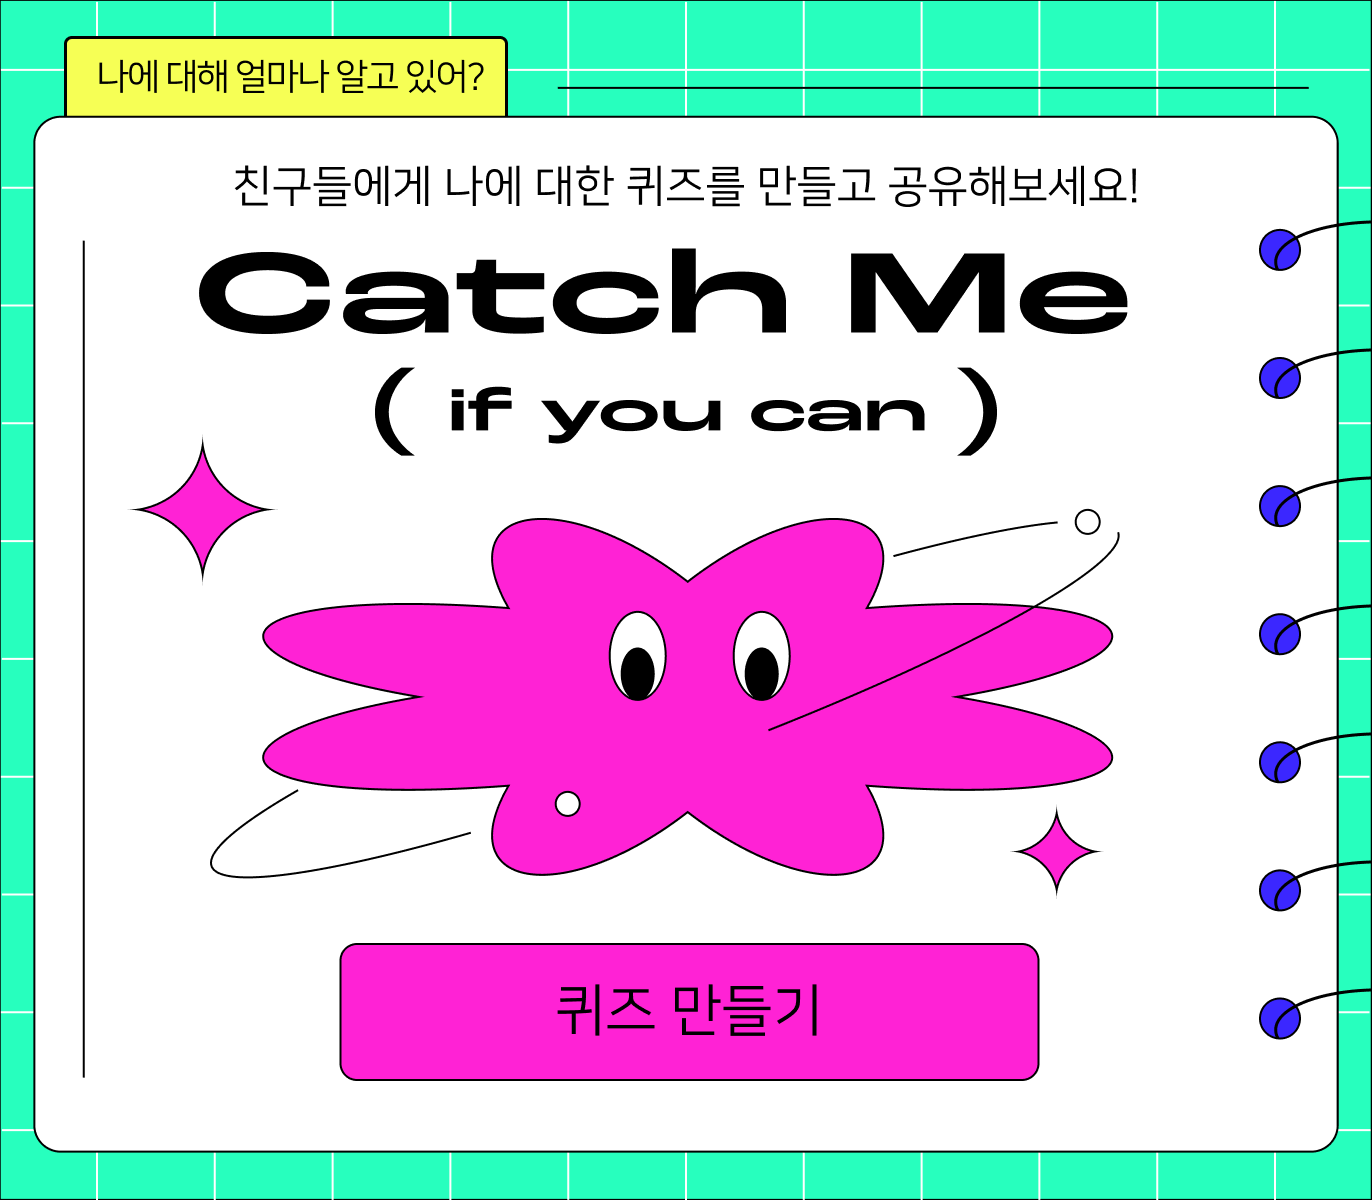 나에 대해 얼마나 알고 있어?
친구들에게 나에 대한 퀴즈를 만들고 공유해보세요!
Catch Me
( if you can )
퀴즈 만들기